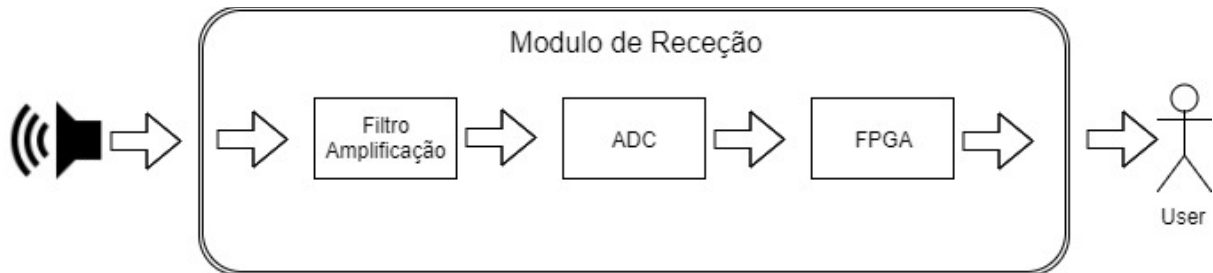 Modulo de Receção
Filtro
Amplificação
ADC
FPGA
User